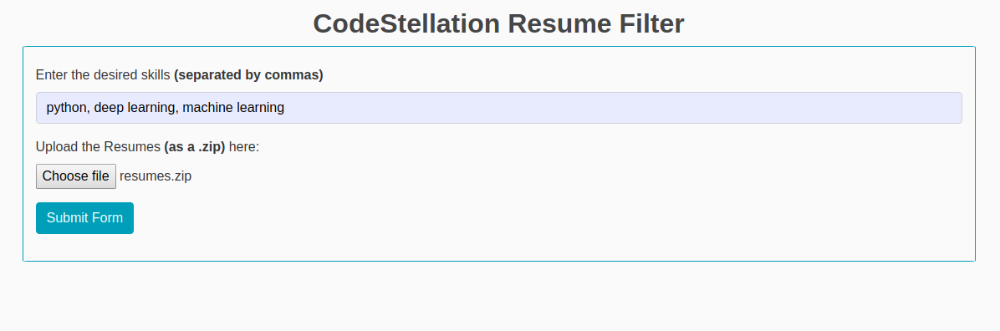 CodeStellation Resume Filter
Enter the desired skills (separated by commas)
python, deep learning, machine learning
Upload the Resumes (as a .zip) here:
Choose file resumes.zip
Submit Form